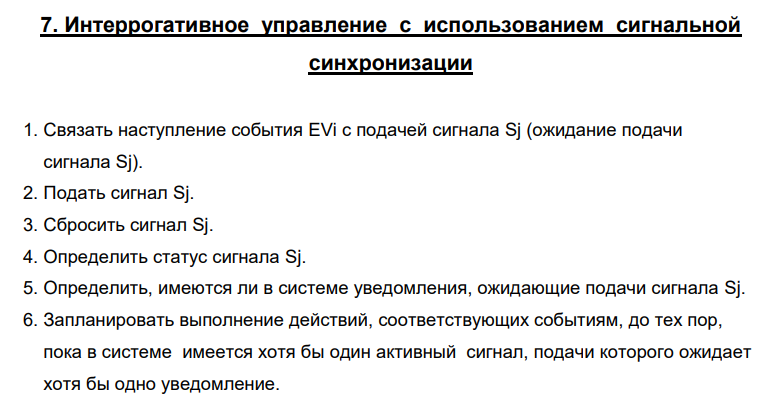 7. Интеррогативное управление с использованием сигнальной
синхронизации
1. Связать наступление события EVi с подачей сигнала Sj (ожидание подачи
сигнала Sj).
2. Подать сигнал Sj.
3. Сбросить сигнал Sj.
4. Определить статус сигнала Sj.
5. Определить, имеются ли в системе уведомления, ожидающие подачи сигнала Sj.
6. Запланировать выполнение действий, соответствующих событиям, до тех пор,
пока в системе имеется хотя бы один активный сигнал, подачи которого ожидает
хотя бы одно уведомление.